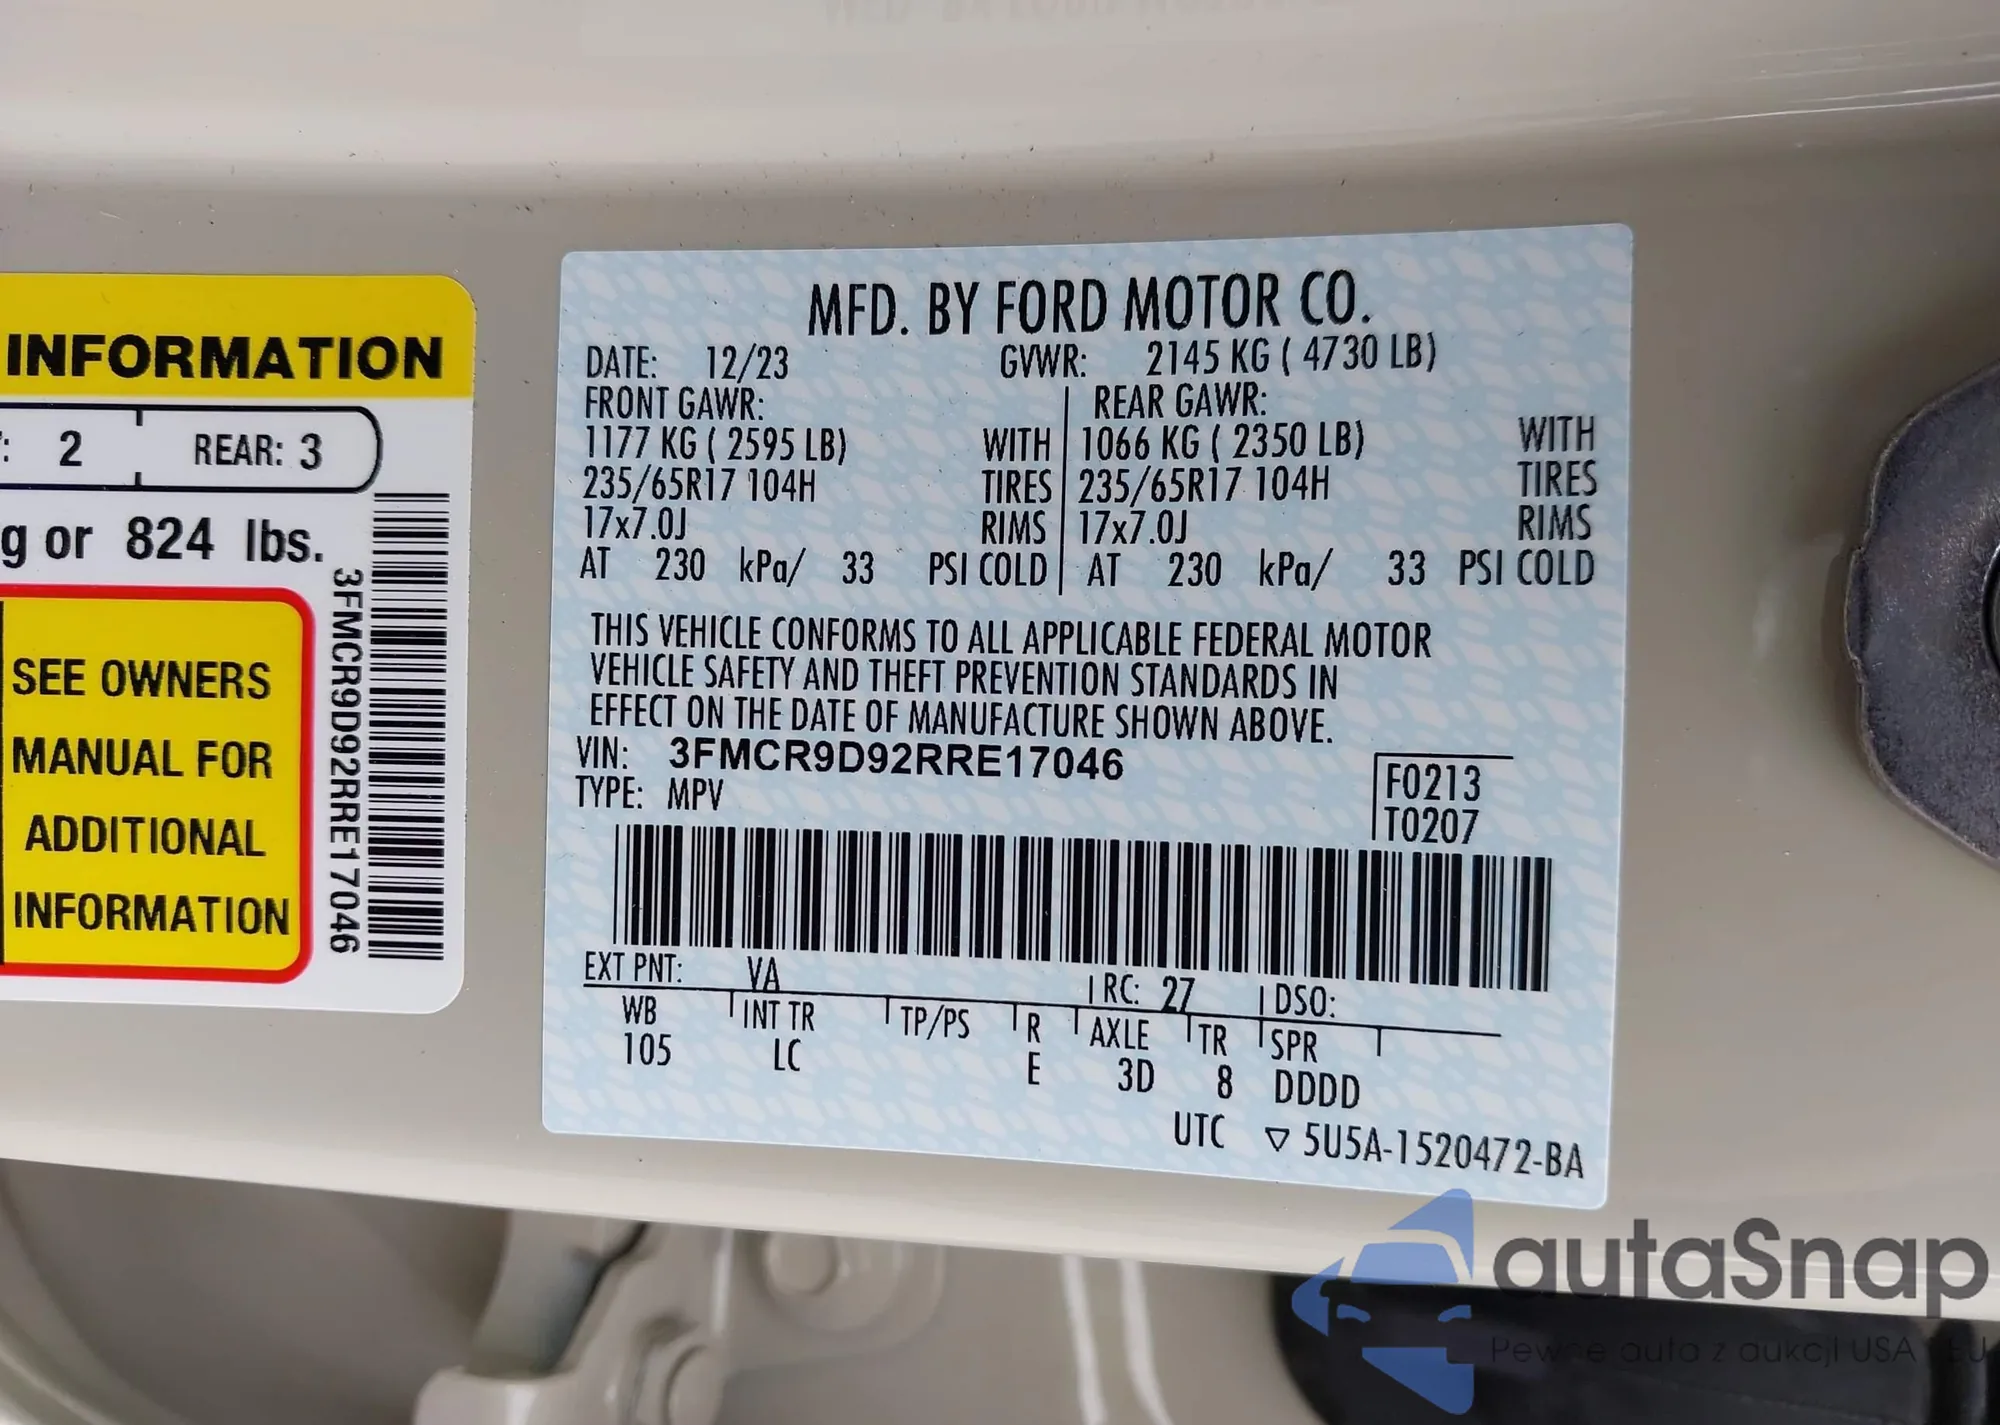 INFORMATION
2 REAR: 3
g or 824 lbs.
SEE OWNERS
MANUAL FOR
ADDITIONAL
INFORMATION
3FMCR9D92RRE17046
MFD. BY FORD MOTOR CO.
DATE: 12/23 GVWR: 2145 KG ( 4730 LB)
FRONT GAWR: REAR GAWR:
1177 KG ( 2595 LB) WITH 1066 KG ( 2350 LB) WITH
235/65R17 104H TIRES 235/65R17 104H TIRES
17x7.0J RIMS 17x7.0J RIMS
AT 230 kPa/ 33 PSI COLD AT 230 kPa/ 33 PSI COLD
THIS VEHICLE CONFORMS TO ALL APPLICABLE FEDERAL MOTOR
VEHICLE SAFETY AND THEFT PREVENTION STANDARDS IN
EFFECT ON THE DATE OF MANUFACTURE SHOWN ABOVE.
VIN: 3FMCR9D92RRE17046
TYPE: MPV
F0213
T0207
EXT PNT: VA RC: 27 DSO:
WB INT TR TP/PS R AXLE TR SPR
105 LC E 3D 8 DDDD
UTC ▽ 5U5A-1520472-BA
autaSnap
Pewne auta z aukcji USA EU